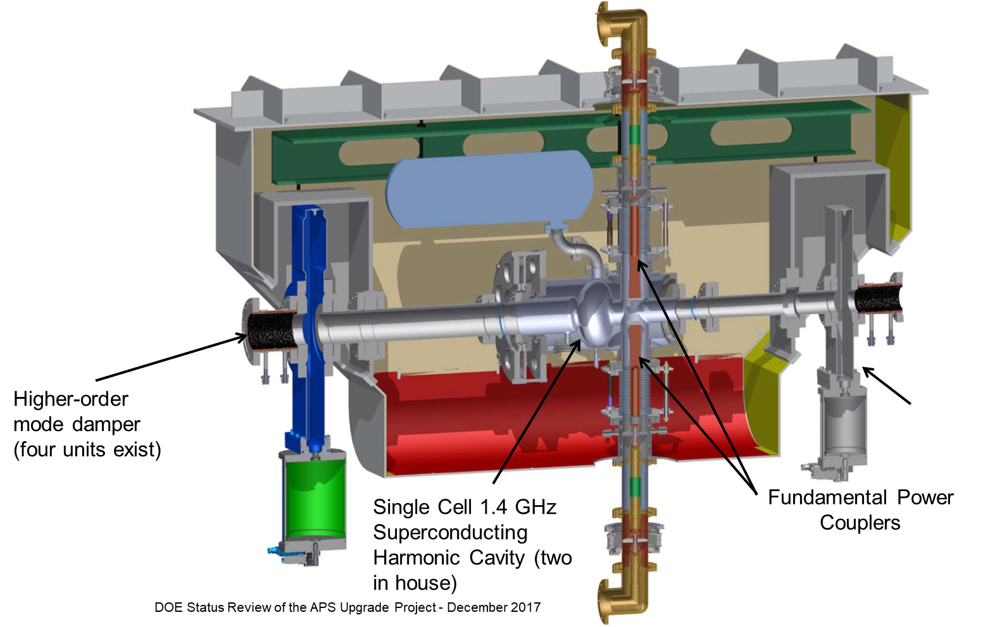 Higher-order
mode damper
(four units exist)
Single Cell 1.4 GHz
Superconducting
Harmonic Cavity (two
in house)
Fundamental Power
Couplers
DOE Status Review of the APS Upgrade Project - December 2017